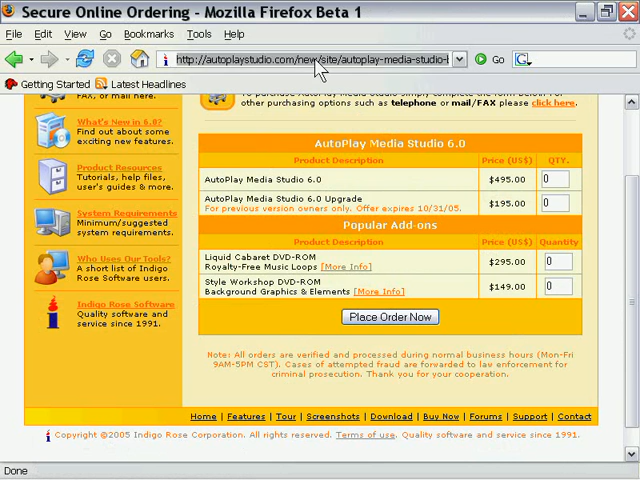 Secure Online Ordering - Mozilla Firefox Beta 1
File Edit View Go Bookmarks Tools Help
http://autoplaystudio.com/new/site/autoplay-media-studio-l Go
Getting Started Latest Headlines
FAX, or mail.
other purchasing options such as telephone or mail/FAX please click here.
What's New in 6.0?
Find out about some
exciting new features.
Product Resources
Tutorials, help files,
user's guides & more.
System Requirements
Minimum/suggested
system requirements.
Who Uses Our Tools?
A short list of Indigo
Rose Software users.
Indigo Rose Software
Quality software and
service since 1991.
AutoPlay Media Studio 6.0
Product Description Price (US$) QTY.
AutoPlay Media Studio 6.0 $495.00 0
AutoPlay Media Studio 6.0 Upgrade
For previous version owners only. Offer expires 10/31/05. $195.00 0
Popular Add-ons
Product Description Price (US$) Quantity
Liquid Cabaret DVD-ROM
Royalty-Free Music Loops [More Info] $295.00 0
Style Workshop DVD-ROM
Background Graphics & Elements [More Info] $149.00 0
Place Order Now
Note: All orders are verified and processed during normal business hours (Mon-Fri
9AM-5PM CST). Cases of attempted fraud are forwarded to law enforcement for
criminal prosecution. Thank you for your cooperation.
Home | Features | Tour | Screenshots | Download | Buy Now | Forums | Support | Contact
Copyright ©2005 Indigo Rose Corporation. All rights reserved. Terms of use. Quality software and service since 1991.
Done